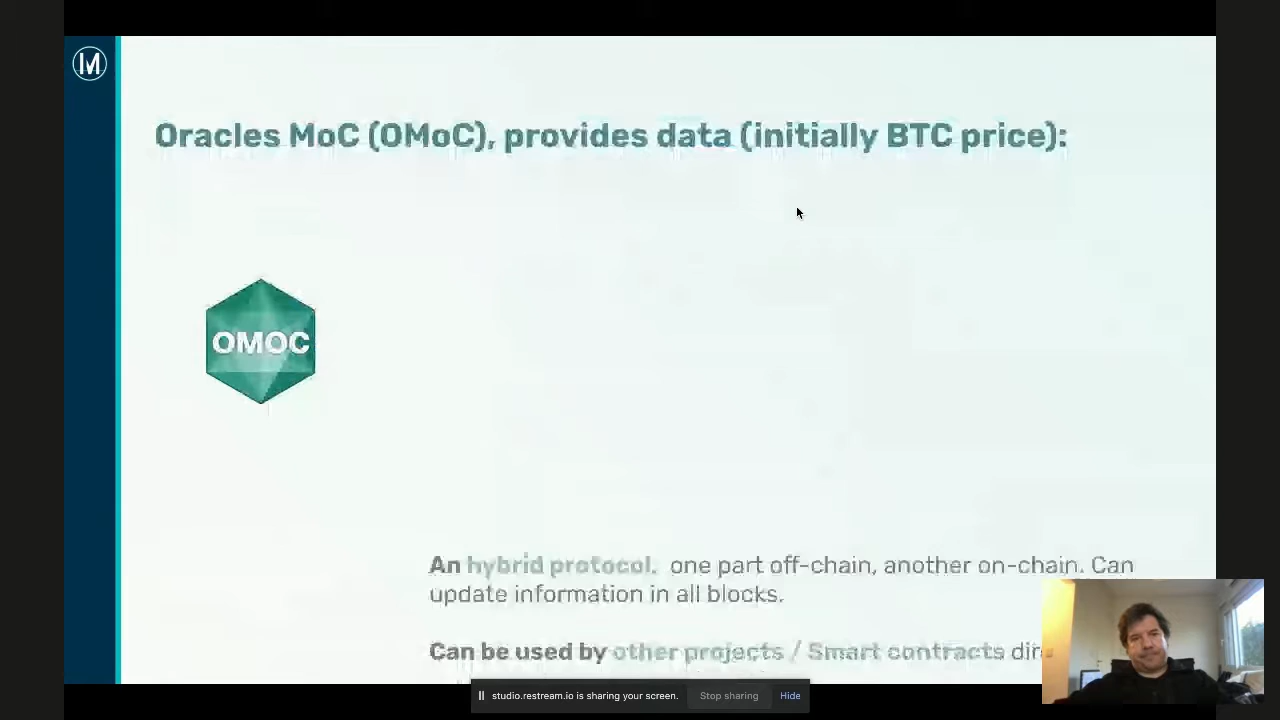 M
Oracles MoC (OMoC), provides data (initially BTC price):
OMOC
An hybrid protocol, one part off-chain, another on-chain. Can
update information in all blocks.
Can be used by other projects / Smart contracts
studio.restream.io is sharing your screen.
Stop sharing
Hide